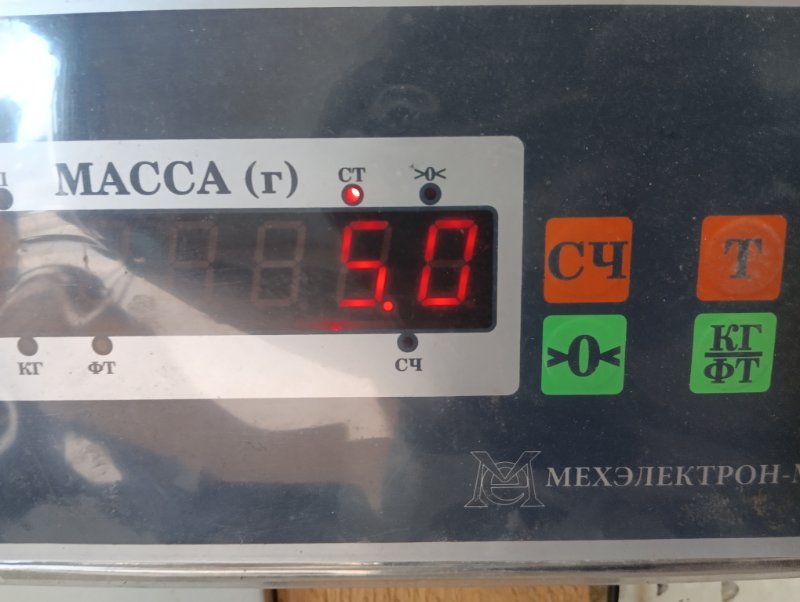 МАССА (г)
СТ
>0<
5.0
СЧ
Т
>0<
КГ
ФТ
КГ
ФТ
СЧ
МЕХЭЛЕКТРОН-